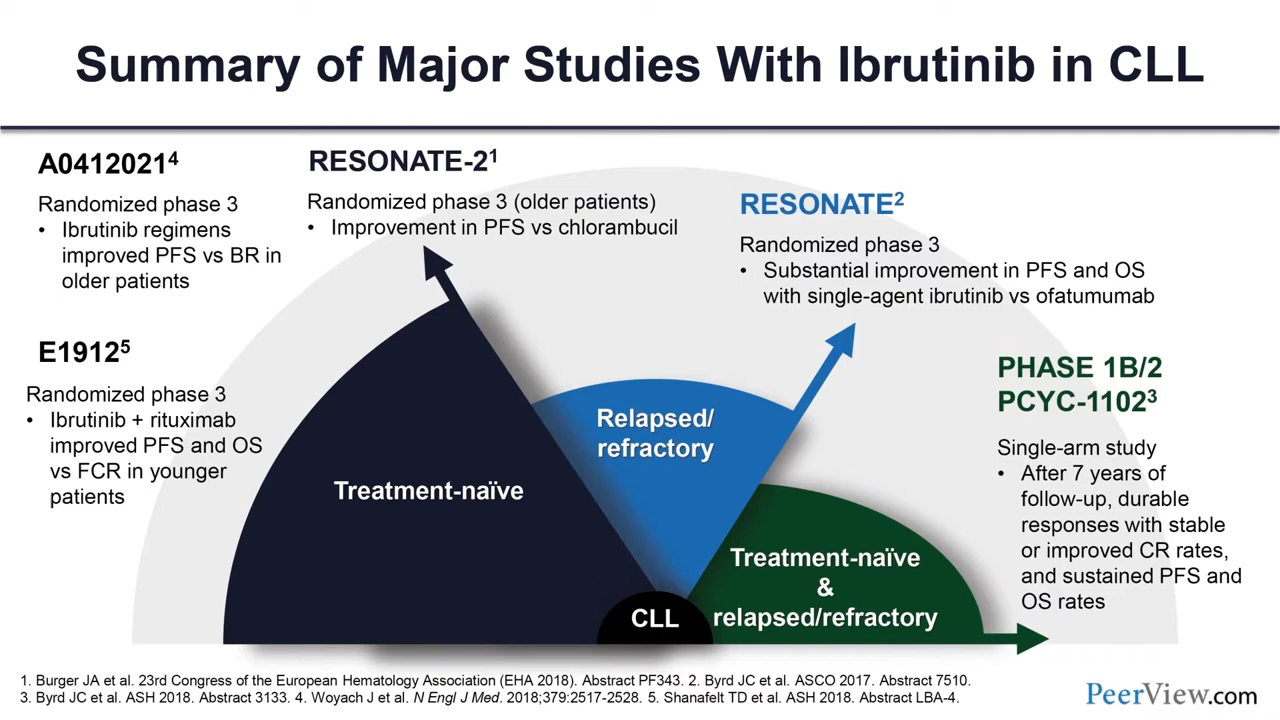 Summary of Major Studies With Ibrutinib in CLL
A0412021⁴
Randomized phase 3
• Ibrutinib regimens
improved PFS vs BR in
older patients
E1912⁵
Randomized phase 3
• Ibrutinib + rituximab
improved PFS and OS
vs FCR in younger
patients
RESONATE-2¹
Randomized phase 3 (older patients)
• Improvement in PFS vs chlorambucil
RESONATE²
Randomized phase 3
• Substantial improvement in PFS and OS
with single-agent ibrutinib vs ofatumumab
PHASE 1B/2
PCYC-1102³
Single-arm study
• After 7 years of
follow-up, durable
responses with stable
or improved CR rates,
and sustained PFS and
OS rates
Treatment-naïve
Relapsed/
refractory
Treatment-naïve
&
relapsed/refractory
CLL
1. Burger JA et al. 23rd Congress of the European Hematology Association (EHA 2018). Abstract PF343. 2. Byrd JC et al. ASCO 2017. Abstract 7510.
3. Byrd JC et al. ASH 2018. Abstract 3133. 4. Woyach J et al. N Engl J Med. 2018;379:2517-2528. 5. Shanafelt TD et al. ASH 2018. Abstract LBA-4.
PeerView.com